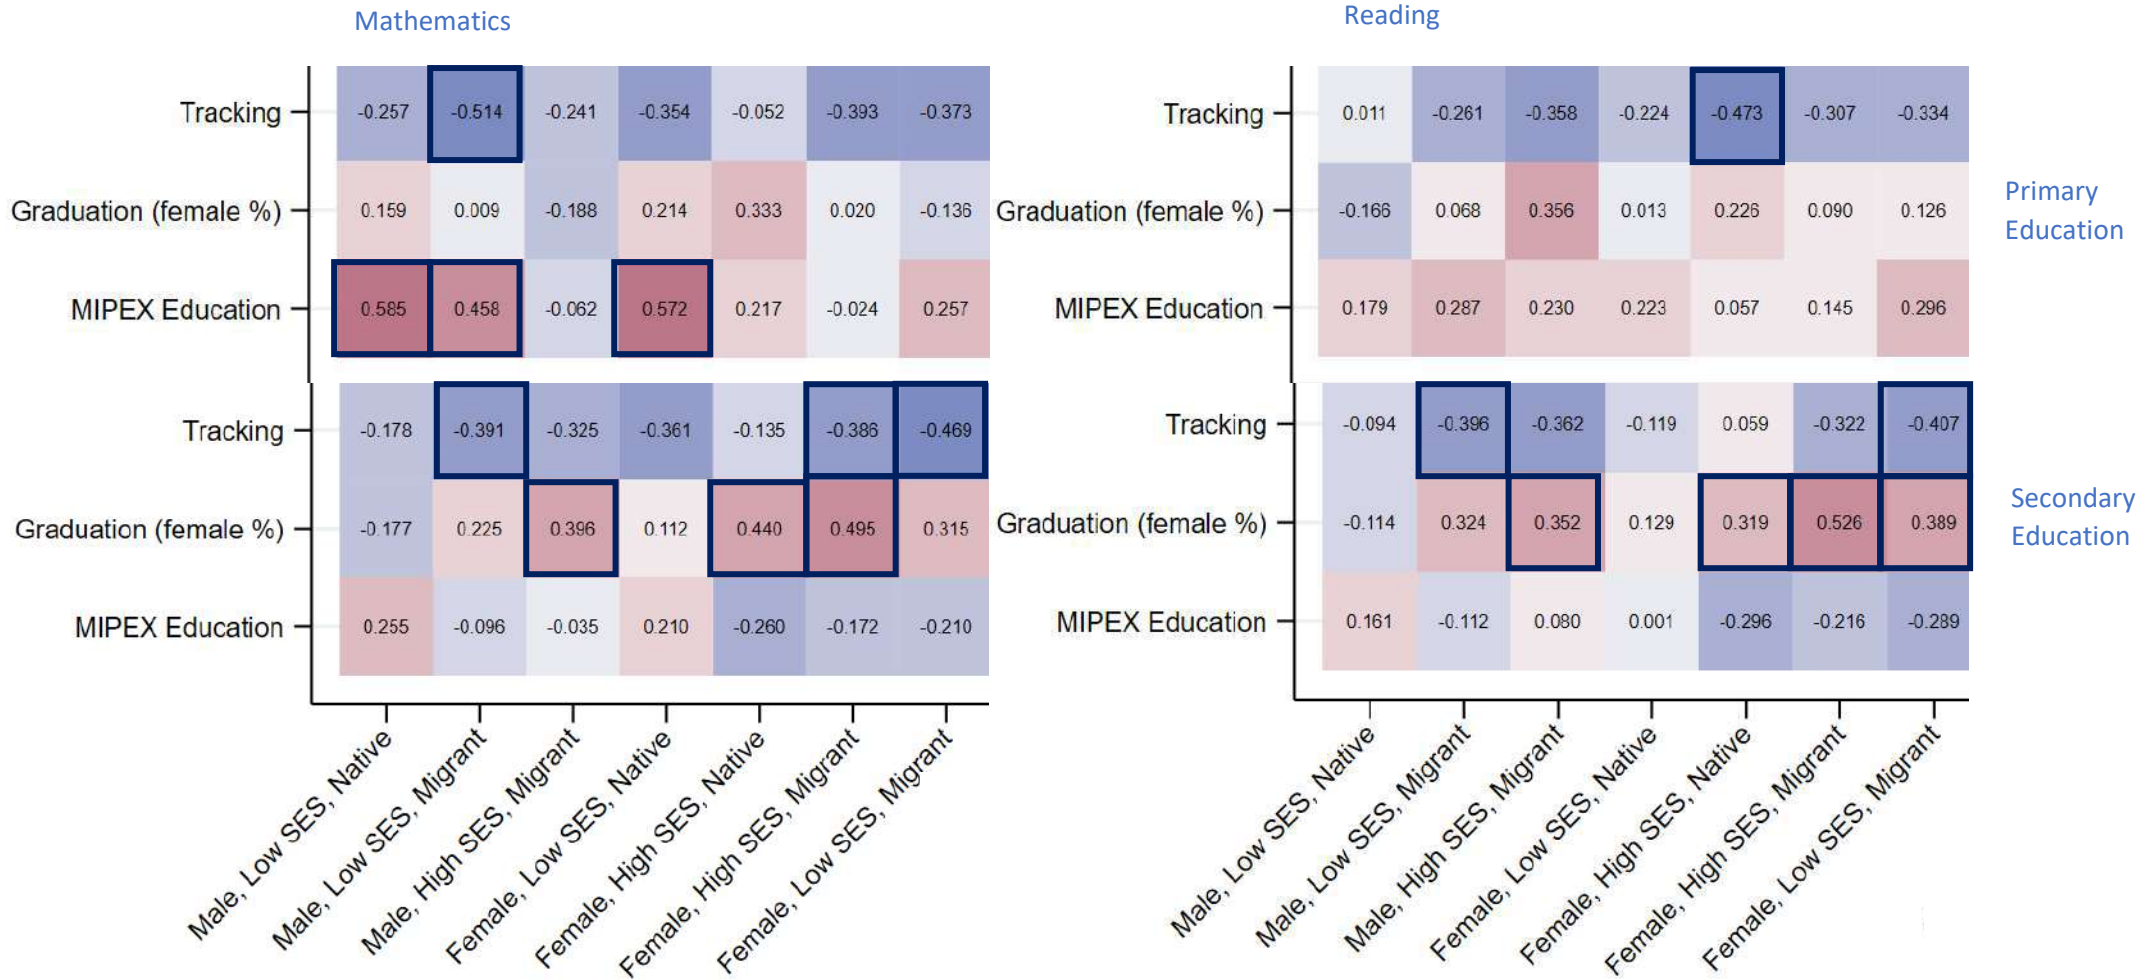 Mathematics
Tracking -0.257 -0.514 -0.241 -0.354 -0.052 -0.393 -0.373
Graduation (female %) 0.159 0.009 -0.188 0.214 0.333 0.020 -0.136
MIPEX Education 0.585 0.458 -0.062 0.572 0.217 -0.024 0.257
Tracking -0.178 -0.391 -0.325 -0.361 -0.135 -0.386 -0.469
Graduation (female %) -0.177 0.225 0.396 0.112 0.440 0.495 0.315
MIPEX Education 0.255 -0.096 -0.035 0.210 -0.260 -0.172 -0.210
Male, Low SES, Native
Male, Low SES, Migrant
Male, High SES, Migrant
Female, Low SES, Native
Female, High SES, Native
Female, High SES, Migrant
Female, Low SES, Migrant
Reading
Tracking 0.011 -0.261 -0.358 -0.224 -0.473 -0.307 -0.334
Graduation (female %) -0.166 0.068 0.356 0.013 0.226 0.090 0.126
MIPEX Education 0.179 0.287 0.230 0.223 0.057 0.145 0.296
Primary
Education
Tracking -0.094 -0.396 -0.362 -0.119 0.059 -0.322 -0.407
Graduation (female %) -0.114 0.324 0.352 0.129 0.319 0.526 0.389
MIPEX Education 0.161 -0.112 0.080 0.001 -0.296 -0.216 -0.289
Secondary
Education
Male, Low SES, Native
Male, Low SES, Migrant
Male, High SES, Migrant
Female, Low SES, Native
Female, High SES, Native
Female, High SES, Migrant
Female, Low SES, Migrant